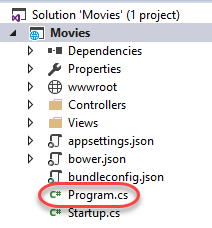 Solution 'Movies' (1 project)
Movies
Dependencies
Properties
wwwroot
Controllers
Views
appsettings.json
bower.json
bundleconfig.json
C# Program.cs
C# Startup.cs